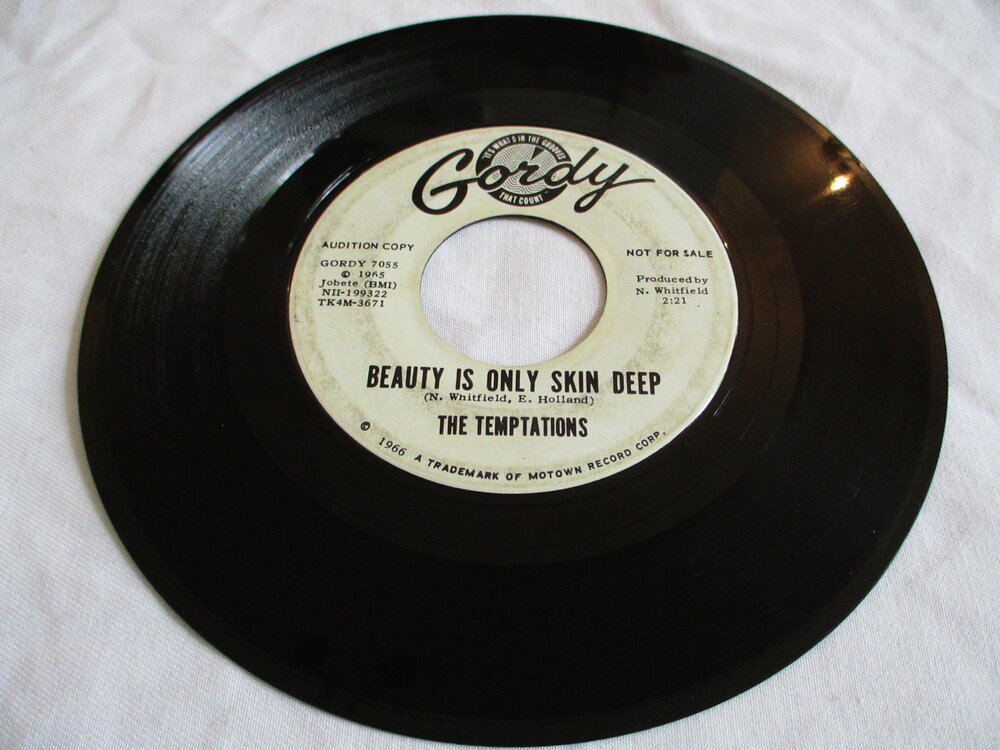 IT'S WHAT'S IN THE GROOVES
Gordy
THAT COUNT
AUDITION COPY
GORDY 7055
© 1965
Jobete (BMI)
NII-199322
TK4M-3671
NOT FOR SALE
Produced by
N. Whitfield
2:21
BEAUTY IS ONLY SKIN DEEP
(N. Whitfield, E. Holland)
THE TEMPTATIONS
© 1966 A TRADEMARK OF MOTOWN RECORD CORP.